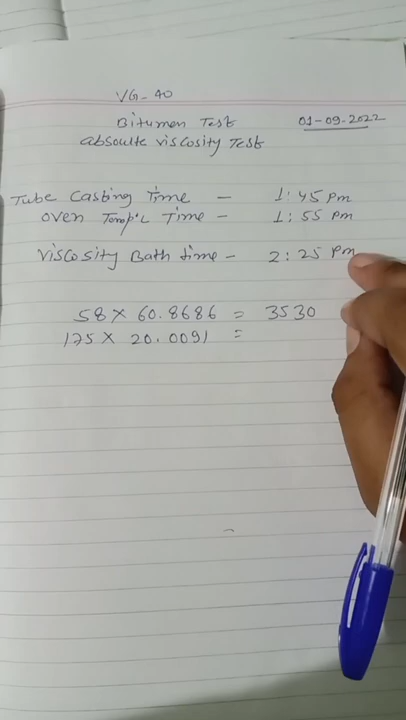 VG-40
Bitumen Test 01-09-2022
absoulte viscosity Test
Tube Casting Time - 1:45 pm
oven Temp'c Time - 1:55 pm
Viscosity Bath time - 2:25 pm
58 × 60.8686 = 3530
175 × 20.0091 =